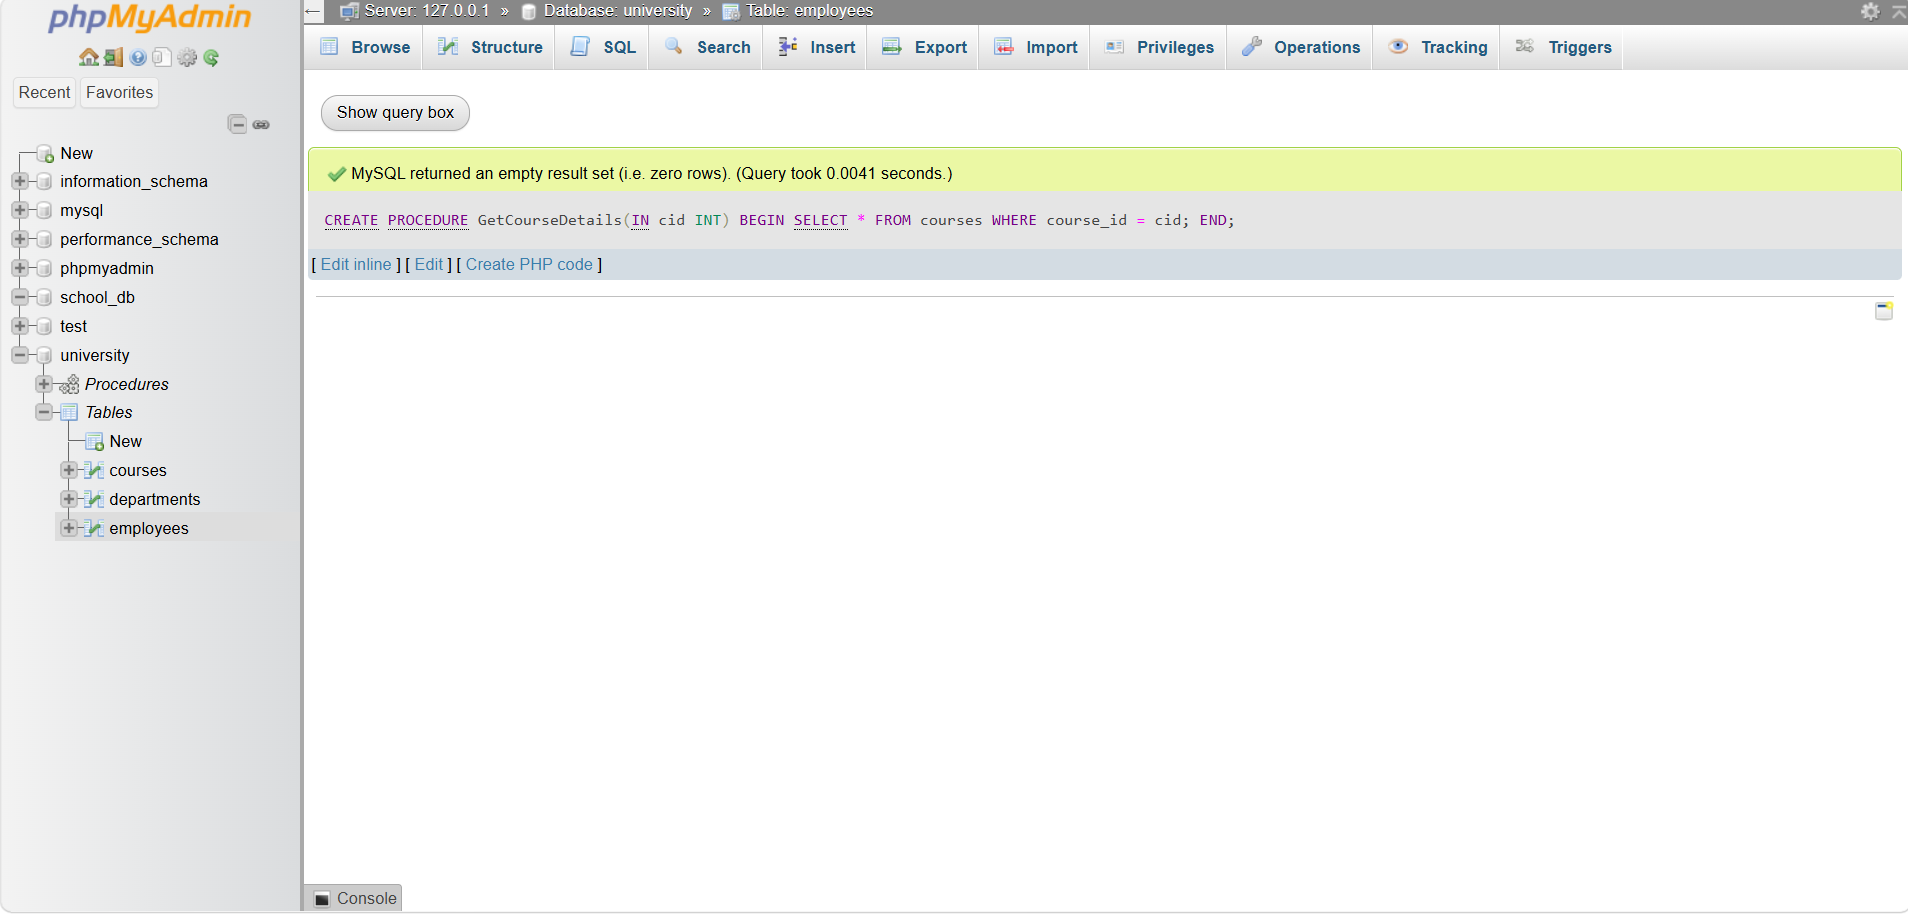 phpMyAdmin
Recent Favorites
New
information_schema
mysql
performance_schema
phpmyadmin
school_db
test
university
Procedures
Tables
New
courses
departments
employees
← Server: 127.0.0.1 » Database: university » Table: employees
Browse Structure SQL Search Insert Export Import Privileges Operations Tracking Triggers
Show query box
MySQL returned an empty result set (i.e. zero rows). (Query took 0.0041 seconds.)
CREATE PROCEDURE GetCourseDetails(IN cid INT) BEGIN SELECT * FROM courses WHERE course_id = cid; END;
[ Edit inline ] [ Edit ] [ Create PHP code ]
Console